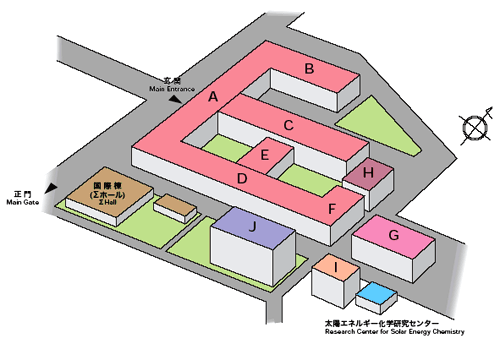 B
玄関
Main Entrance
A
C
E
H
正門
Main Gate
国際棟
(Σホール)
Σ Hall
D
F
J
G
I
太陽エネルギー化学研究センター
Research Center for Solar Energy Chemistry